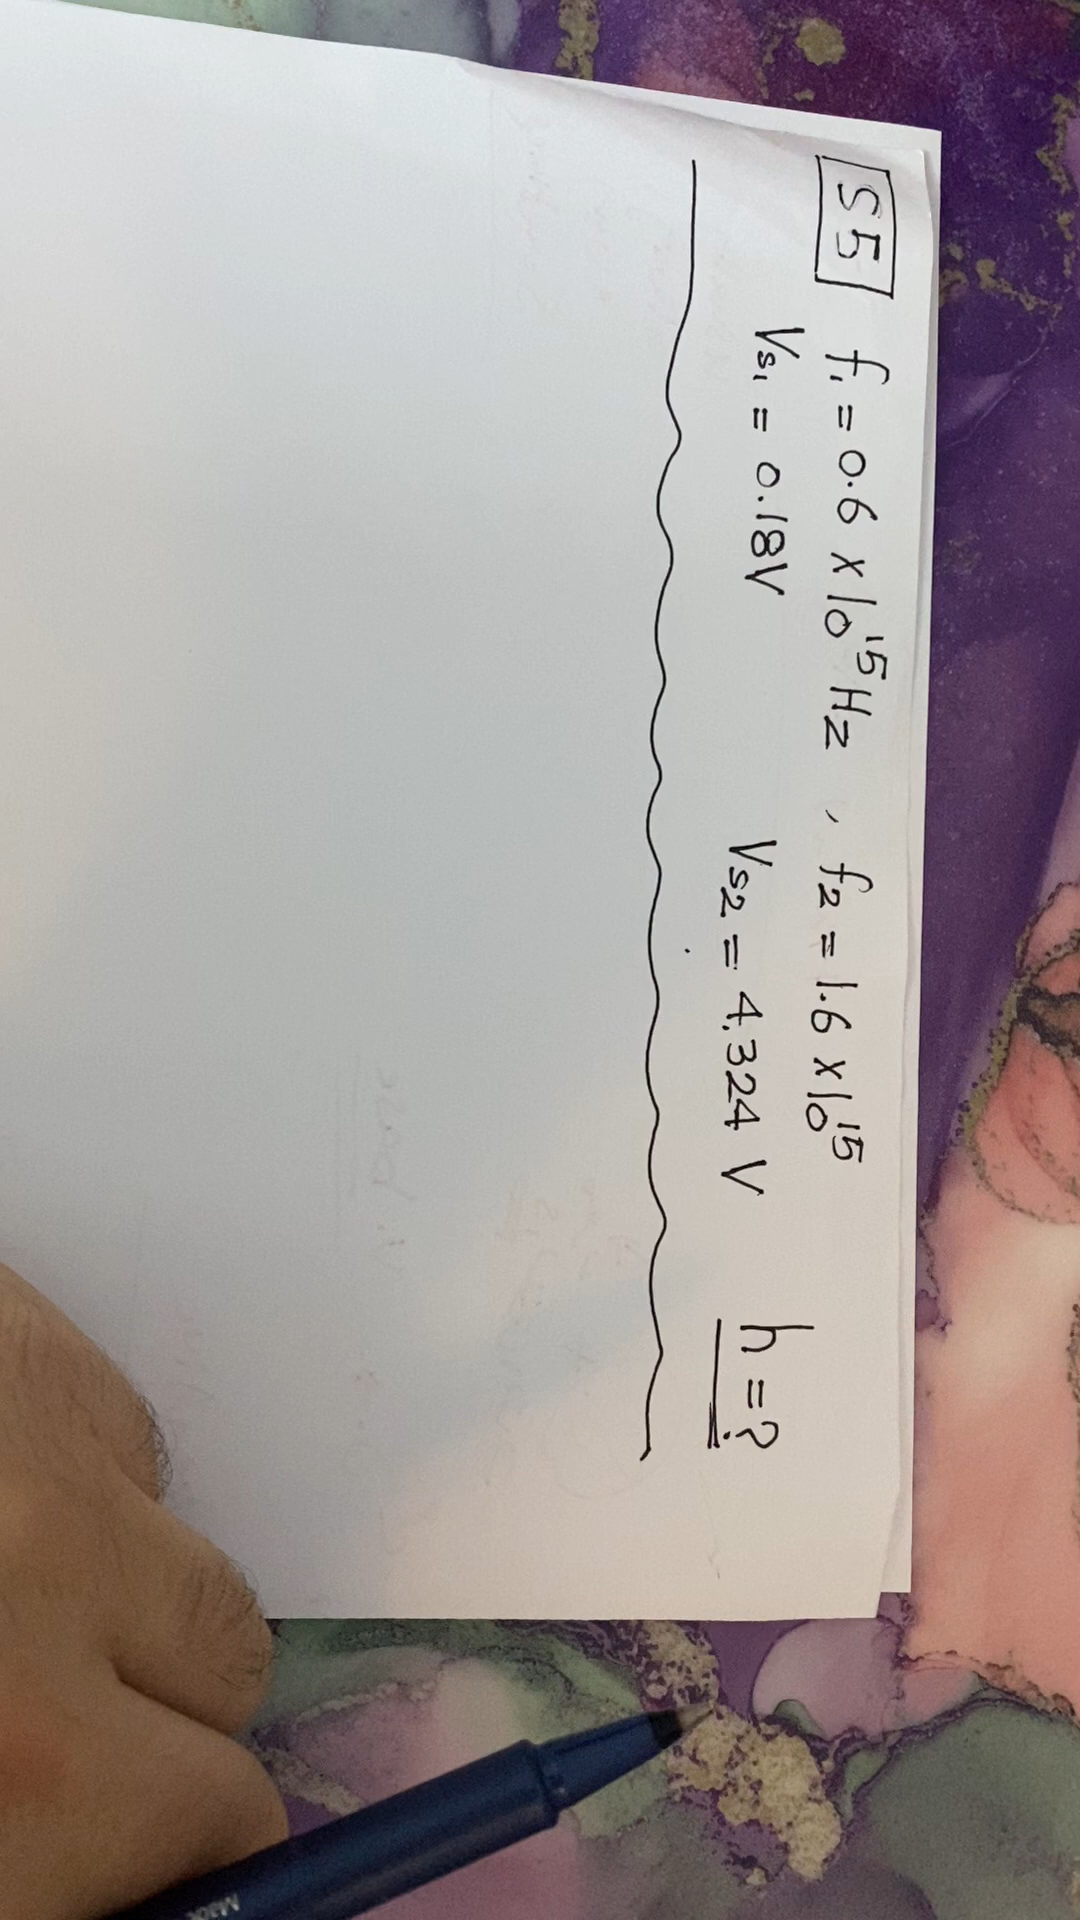 S5 f₁ = 0.6 x 10¹⁵ Hz , f₂ = 1.6 x 10¹⁵
Vs₁ = 0.18V Vs2 = 4.324 V h = ?